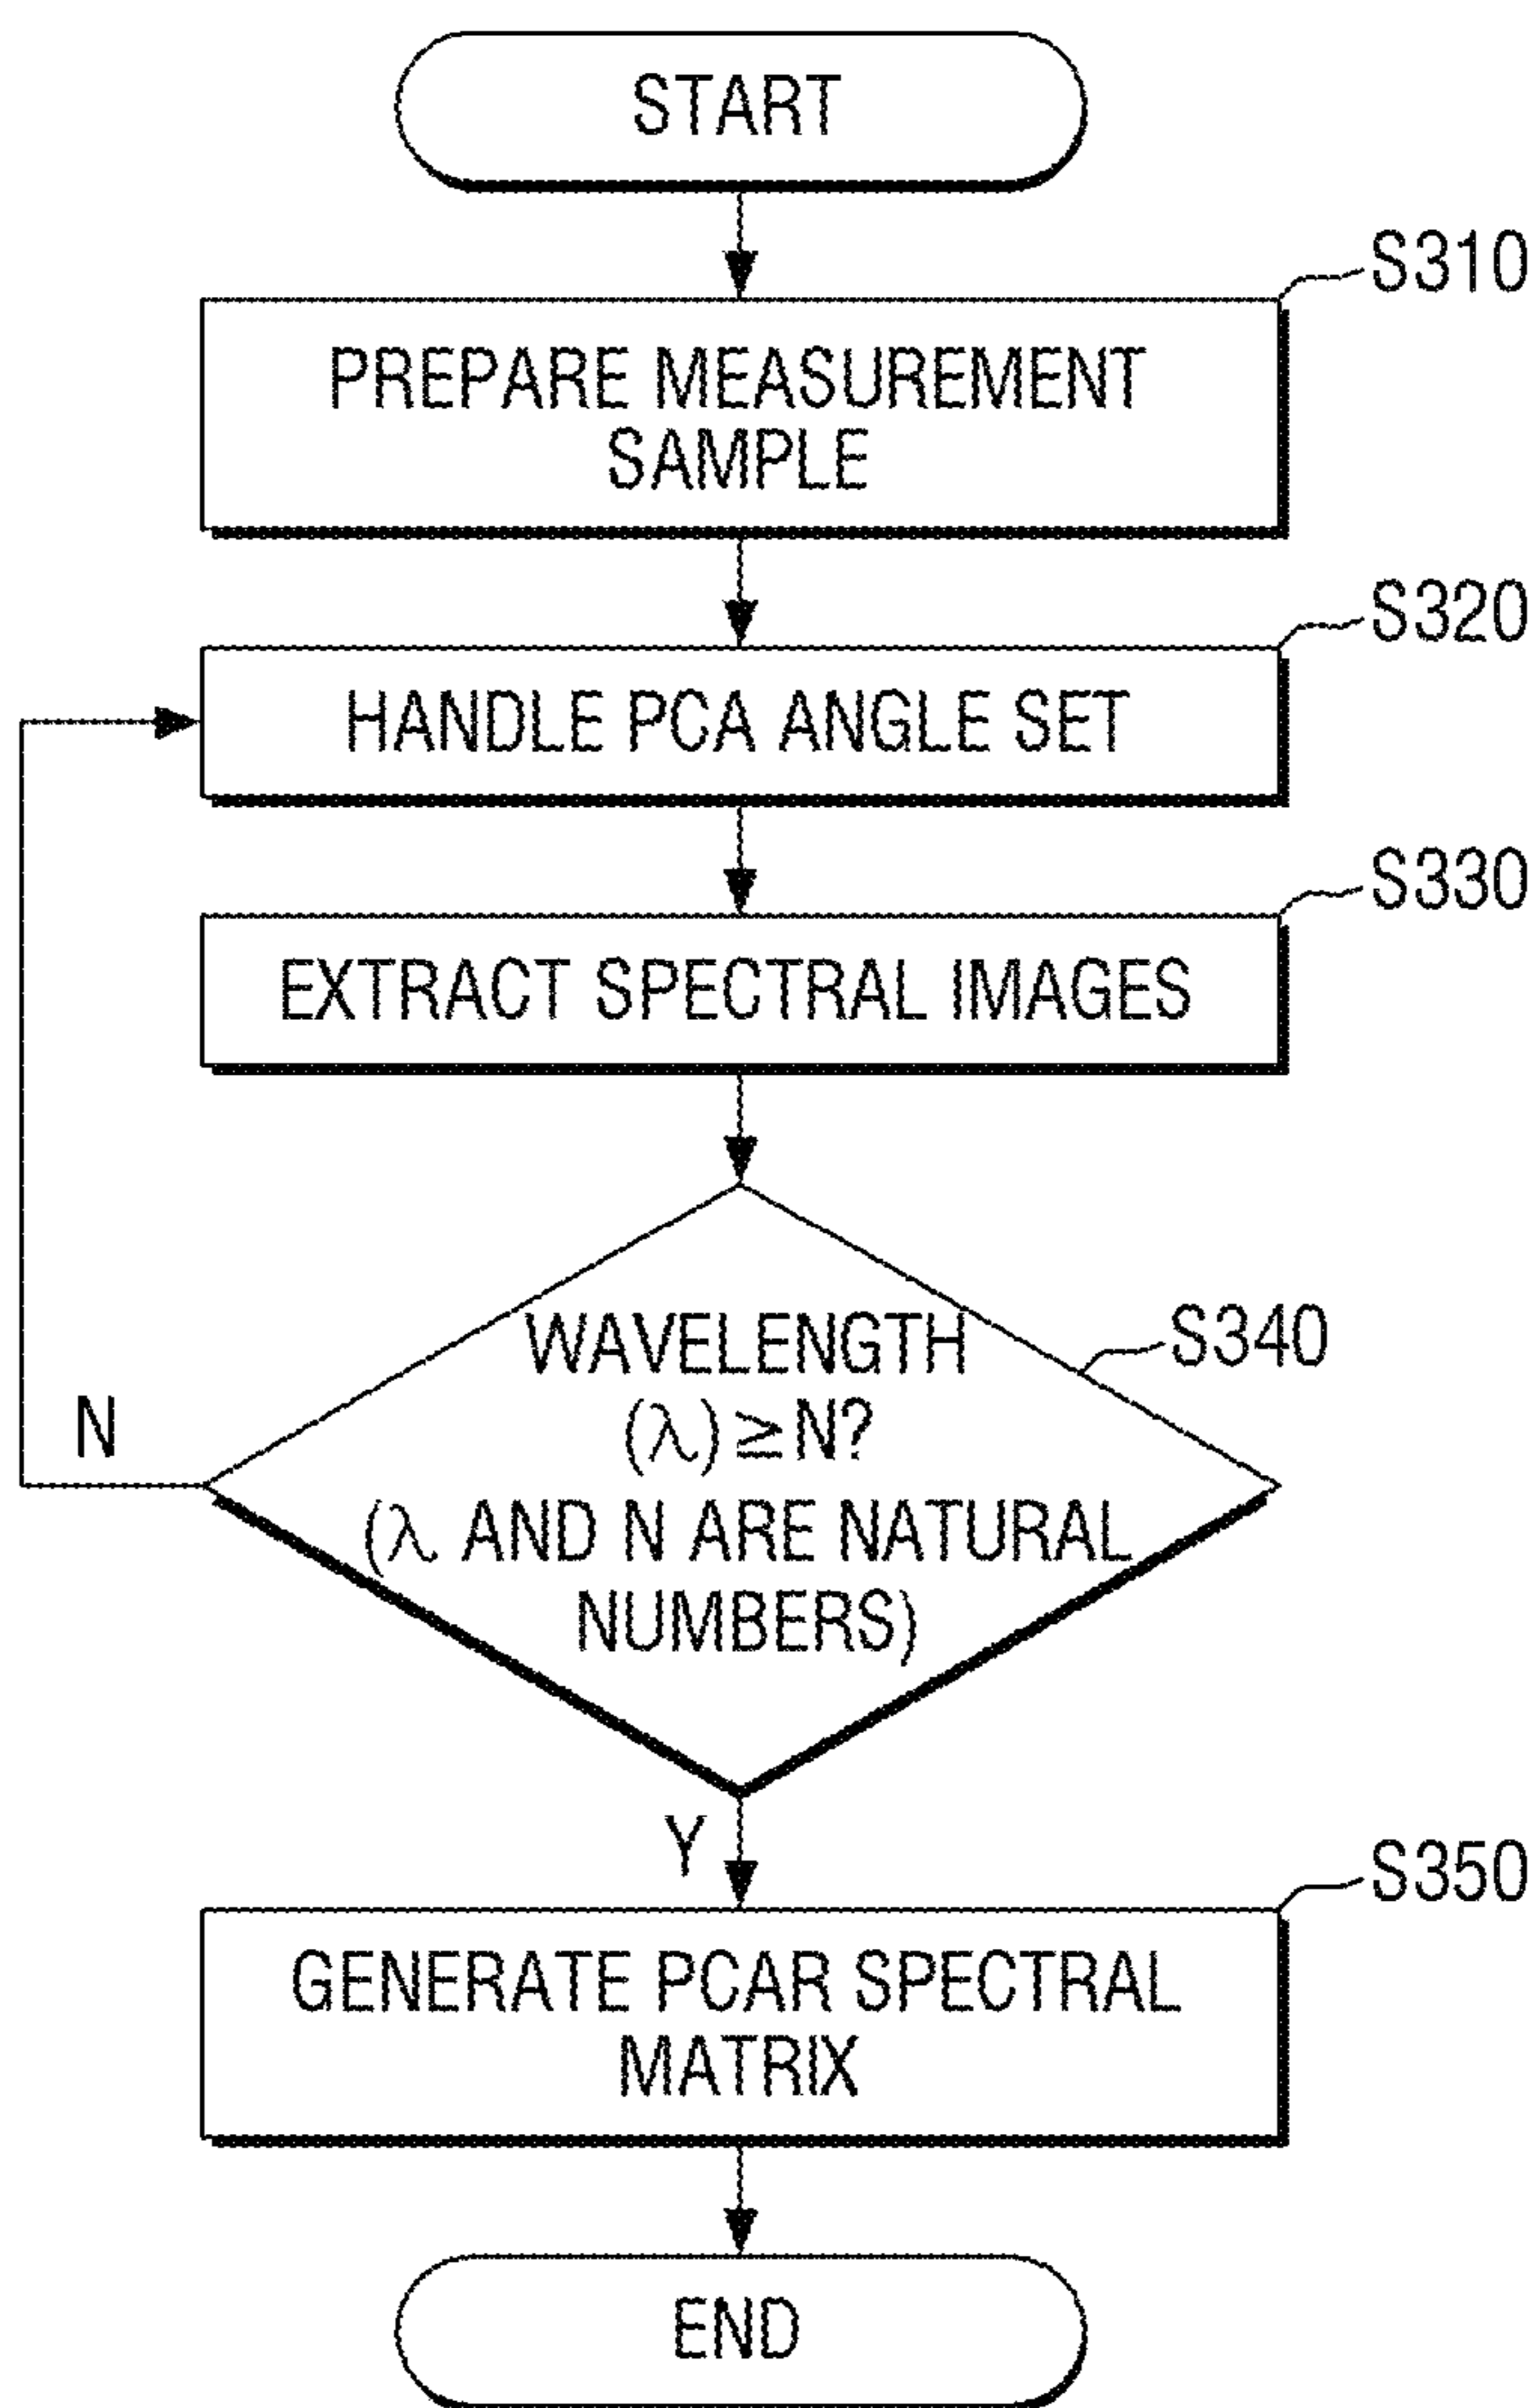 START
S310
PREPARE MEASUREMENT
SAMPLE
S320
HANDLE PCA ANGLE SET
S330
EXTRACT SPECTRAL IMAGES
S340
WAVELENGTH
(λ)≧N?
(λ AND N ARE NATURAL
NUMBERS)
N
Y
S350
GENERATE PCAR SPECTRAL
MATRIX
END